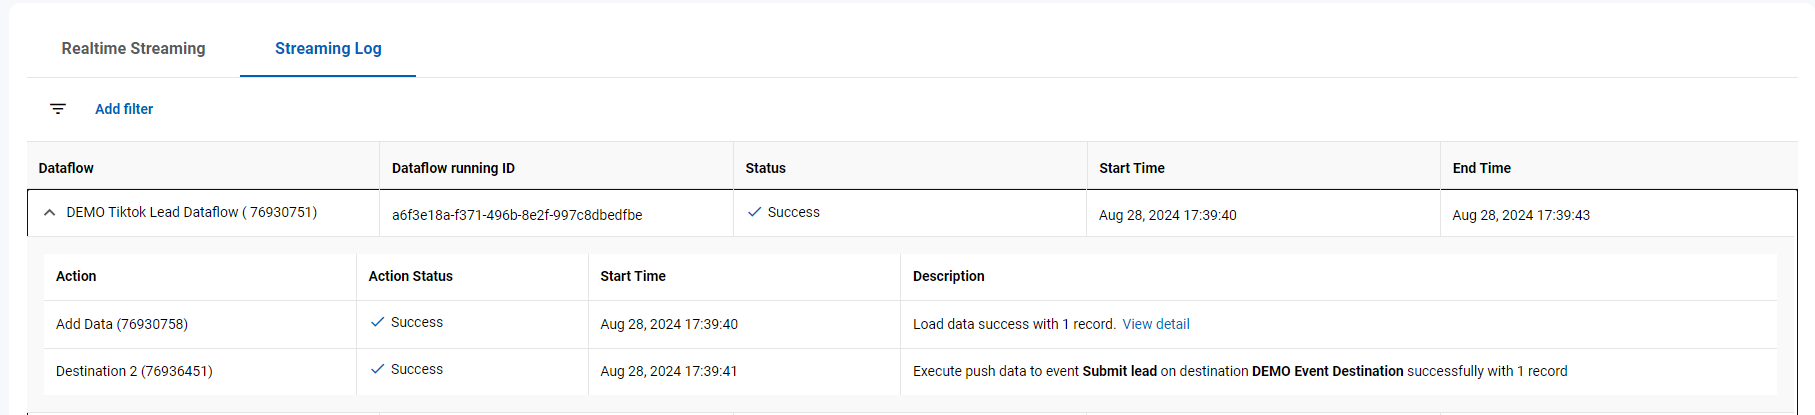 Realtime Streaming Streaming Log
Add filter
Dataflow Dataflow running ID Status Start Time End Time
DEMO Tiktok Lead Dataflow ( 76930751) a6f3e18a-f371-496b-8e2f-997c8dbedfbe Success Aug 28, 2024 17:39:40 Aug 28, 2024 17:39:43
Action Action Status Start Time Description
Add Data (76930758) Success Aug 28, 2024 17:39:40 Load data success with 1 record. View detail
Destination 2 (76936451) Success Aug 28, 2024 17:39:41 Execute push data to event Submit lead on destination DEMO Event Destination successfully with 1 record